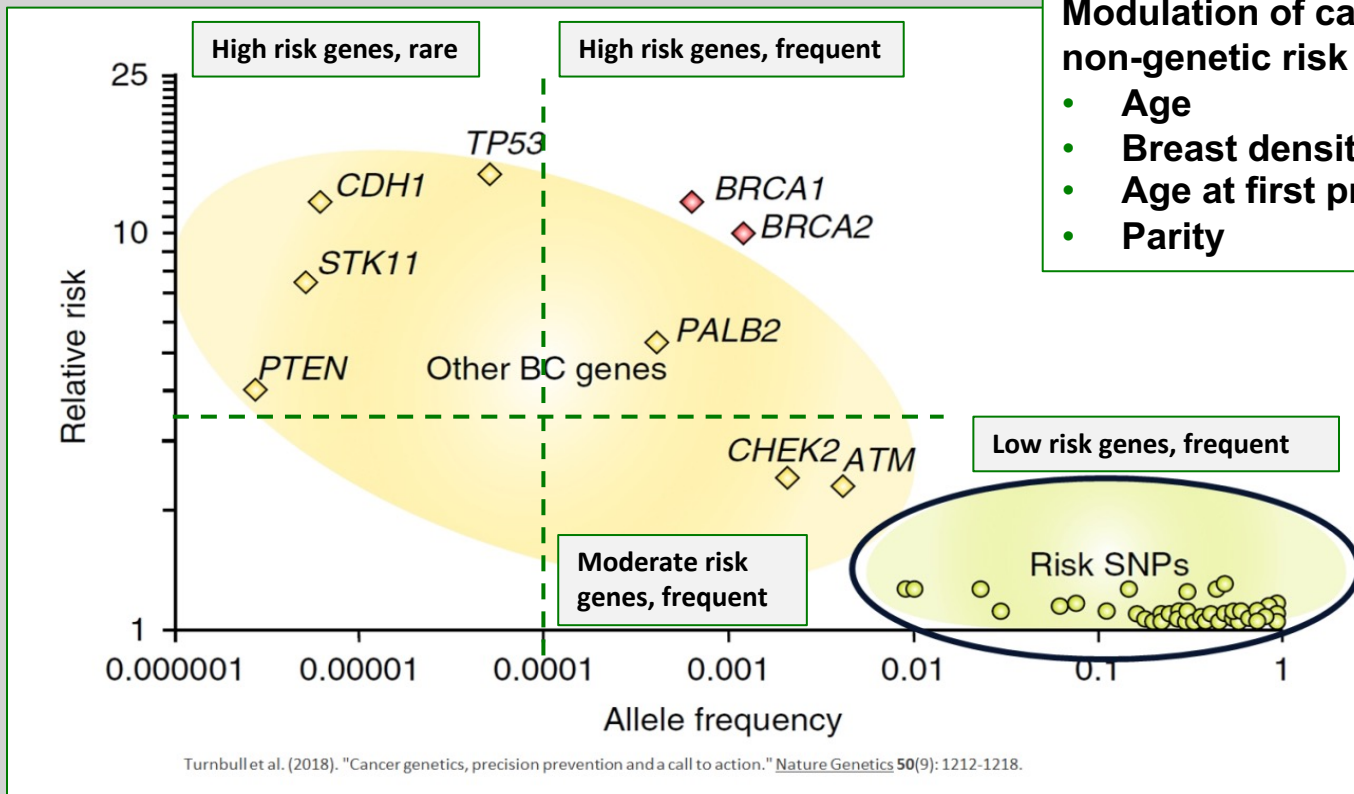 Modulation of ca
non-genetic risk
• Age
• Breast densit
• Age at first pr
• Parity
High risk genes, rare
High risk genes, frequent
25
10
1
Relative risk
TP53
CDH1
BRCA1
BRCA2
STK11
PALB2
Other BC genes
PTEN
CHEK2
ATM
Low risk genes, frequent
Moderate risk
genes, frequent
Risk SNPs
0.000001 0.00001 0.0001 0.001 0.01 0.1 1
Allele frequency
Turnbull et al. (2018). "Cancer genetics, precision prevention and a call to action." Nature Genetics 50(9): 1212-1218.